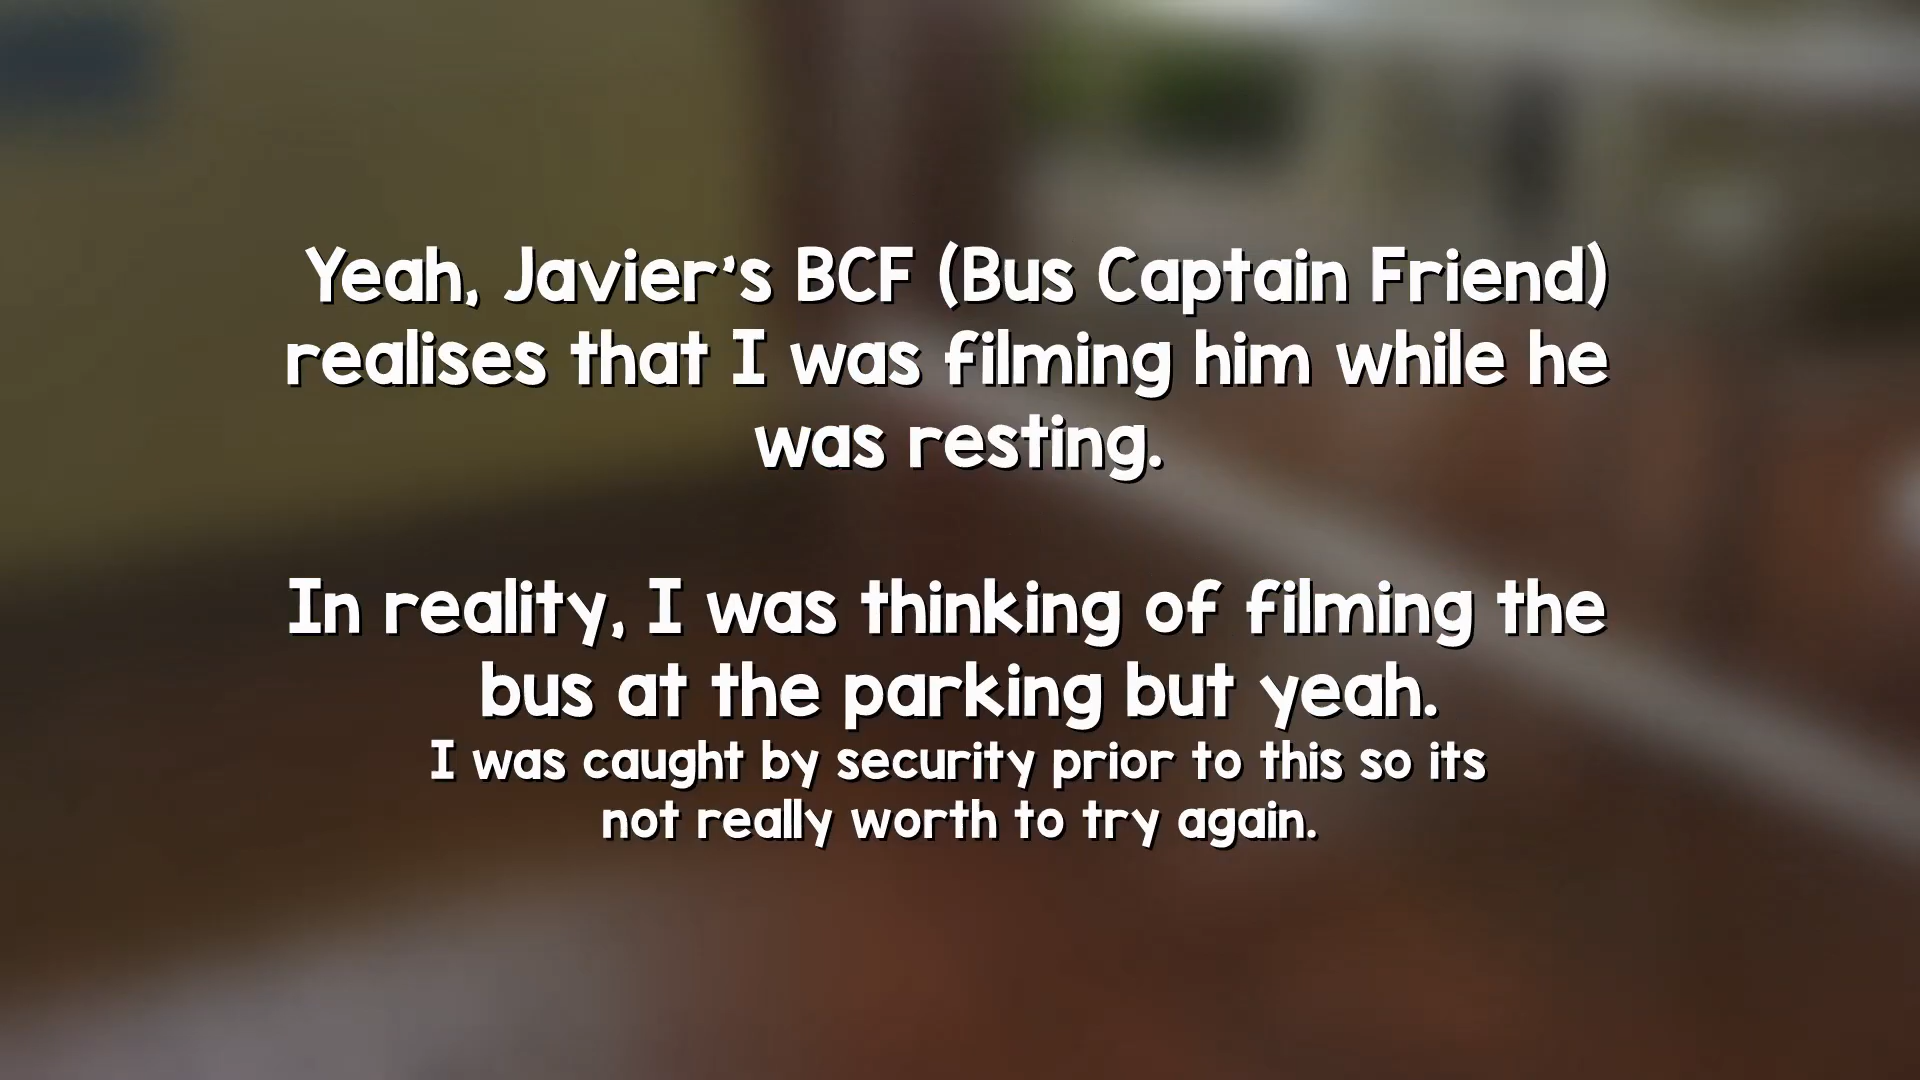 Yeah, Javier's BCF (Bus Captain Friend)
realises that I was filming him while he
was resting.
In reality, I was thinking of filming the
bus at the parking but yeah.
I was caught by security prior to this so its
not really worth to try again.